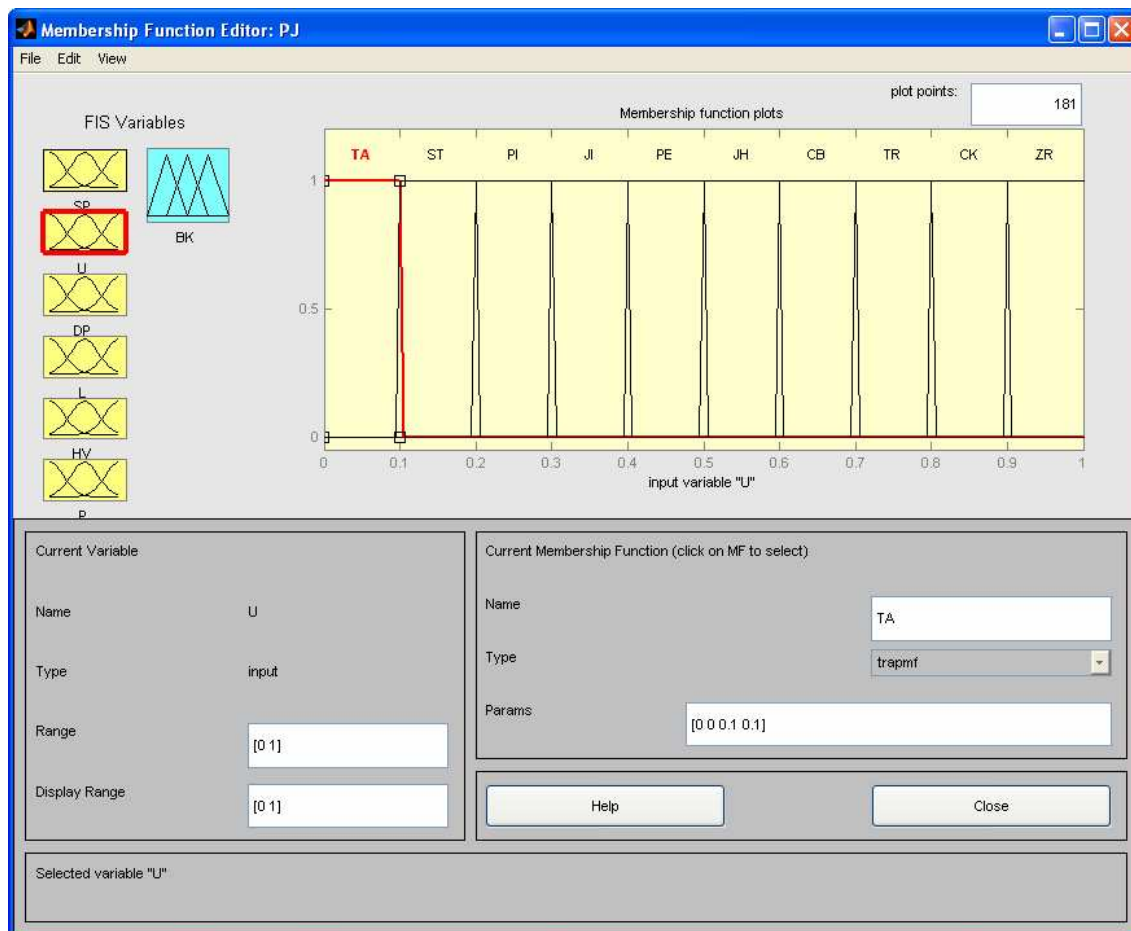 Membership Function Editor: PJ
File Edit View
plot points:
181
FIS Variables
Membership function plots
SP
U
DP
L
HV
P
BK
TA ST PI JI PE JH CB TR CK ZR
1
0.5
0
0 0.1 0.2 0.3 0.4 0.5 0.6 0.7 0.8 0.9 1
input variable "U"
Current Variable
Name U
Type input
Range [0 1]
Display Range [0 1]
Current Membership Function (click on MF to select)
Name TA
Type trapmf
Params [0 0 0.1 0.1]
Help Close
Selected variable "U"